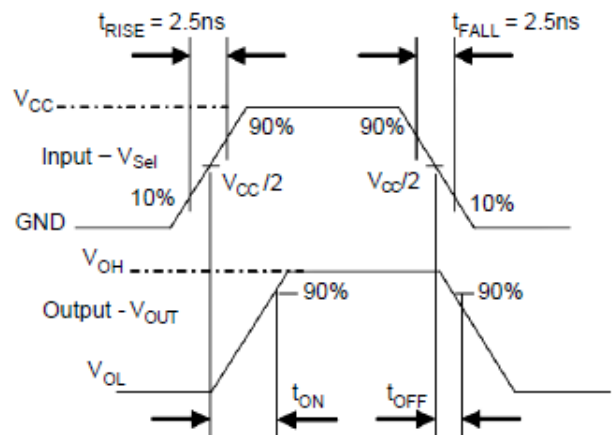 tRISE = 2.5ns
tFALL = 2.5ns
VCC
90%
90%
Input – VSel
VCC/2
VCC/2
10%
10%
GND
VOH
90%
90%
Output - VOUT
VOL
tON
tOFF